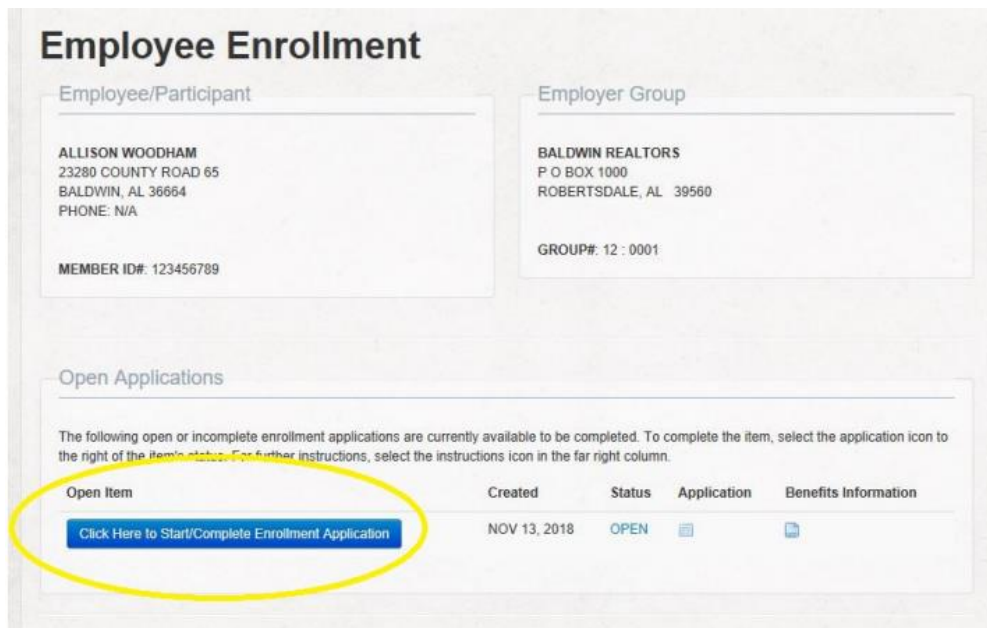 Employee Enrollment
Employee/Participant
ALLISON WOODHAM
23280 COUNTY ROAD 65
BALDWIN, AL 36664
PHONE: N/A
MEMBER ID#: 123456789
Employer Group
BALDWIN REALTORS
P O BOX 1000
ROBERTSDALE, AL 39560
GROUP#: 12 : 0001
Open Applications
The following open or incomplete enrollment applications are currently available to be completed. To complete the item, select the application icon to
the right of the item's status. For further instructions, select the instructions icon in the far right column.
Open Item Created Status Application Benefits Information
Click Here to Start/Complete Enrollment Application NOV 13, 2018 OPEN